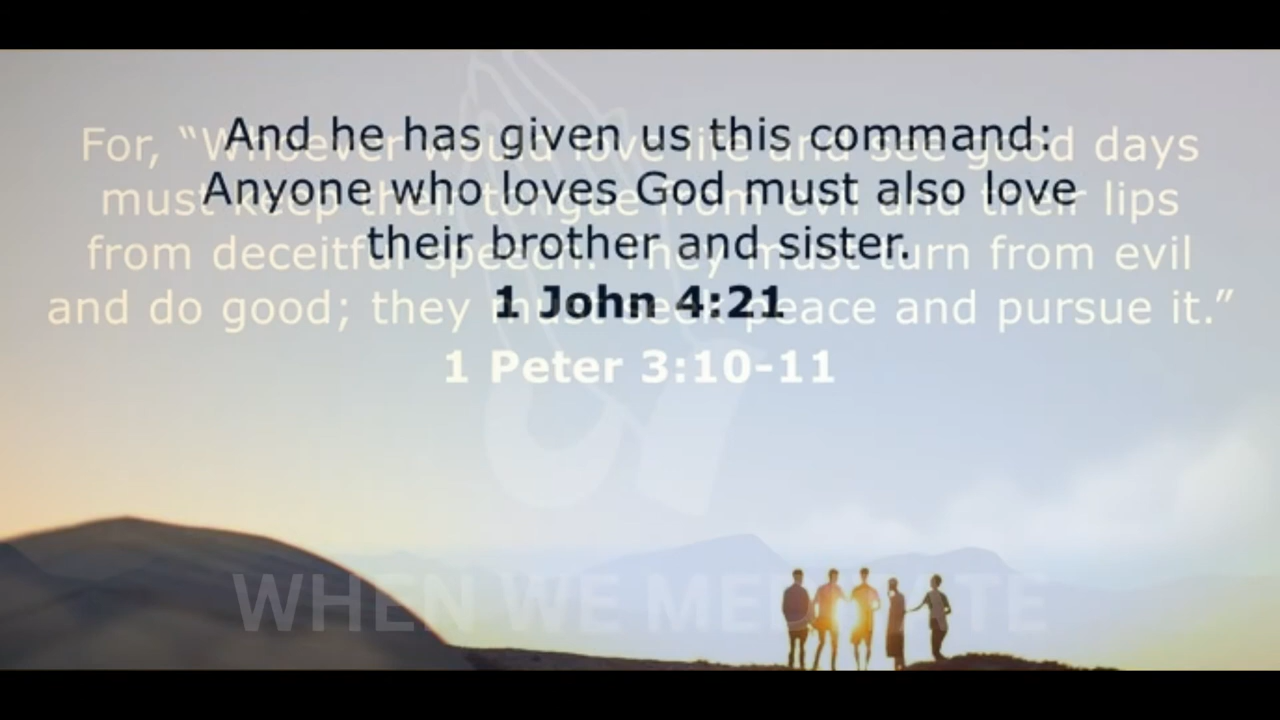 And he has given us this command:
Anyone who loves God must also love
their brother and sister.
1 John 4:21
For, “Whoever would love life and see good days
must keep their tongue from evil and their lips
from deceitful speech. They must turn from evil
and do good; they must seek peace and pursue it.”
1 Peter 3:10-11
WHEN WE MEDITATE